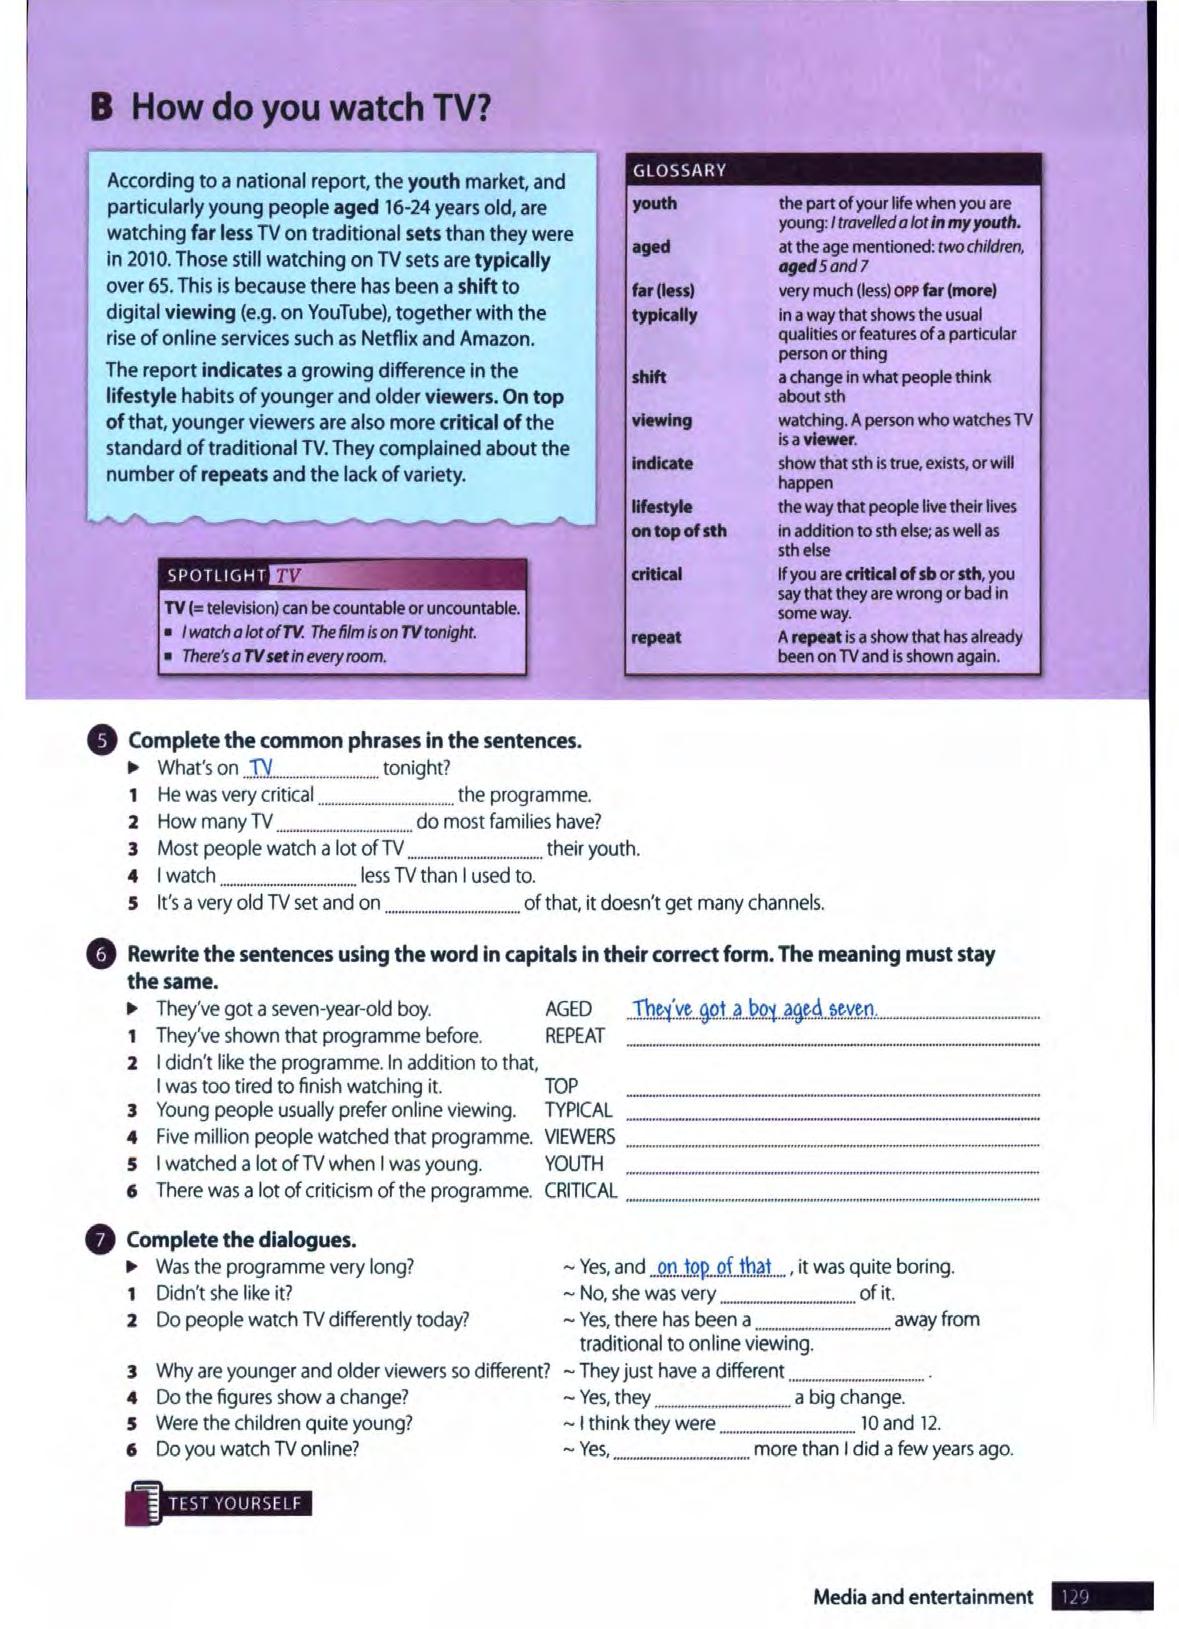 B How do you watch TV?
According to a national report, the youth market, and
particularly young people aged 16-24 years old, are
watching far less TV on traditional sets than they were
in 2010. Those still watching on TV sets are typically
over 65. This is because there has been a shift to
digital viewing (e.g. on YouTube), together with the
rise of online services such as Netflix and Amazon.
The report indicates a growing difference in the
lifestyle habits of younger and older viewers. On top
of that, younger viewers are also more critical of the
standard of traditional TV. They complained about the
number of repeats and the lack of variety.
SPOTLIGHT TV
TV (= television) can be countable or uncountable.
▪ I watch a lot of TV. The film is on TV tonight.
▪ There's a TV set in every room.
GLOSSARY
youth the part of your life when you are
young: I travelled a lot in my youth.
aged at the age mentioned: two children,
aged 5 and 7
far (less) very much (less) OPP far (more)
typically in a way that shows the usual
qualities or features of a particular
person or thing
shift a change in what people think
about sth
viewing watching. A person who watches TV
is a viewer.
indicate show that sth is true, exists, or will
happen
lifestyle the way that people live their lives
on top of sth in addition to sth else; as well as
sth else
critical If you are critical of sb or sth, you
say that they are wrong or bad in
some way.
repeat A repeat is a show that has already
been on TV and is shown again.
5 Complete the common phrases in the sentences.
► What's on TV tonight?
1 He was very critical ........ the programme.
2 How many TV ........ do most families have?
3 Most people watch a lot of TV ........ their youth.
4 I watch ........ less TV than I used to.
5 It's a very old TV set and on ........ of that, it doesn't get many channels.
6 Rewrite the sentences using the word in capitals in their correct form. The meaning must stay
the same.
► They've got a seven-year-old boy. AGED They've got a boy aged seven.
1 They've shown that programme before. REPEAT ........
2 I didn't like the programme. In addition to that,
I was too tired to finish watching it. TOP ........
3 Young people usually prefer online viewing. TYPICAL ........
4 Five million people watched that programme. VIEWERS ........
5 I watched a lot of TV when I was young. YOUTH ........
6 There was a lot of criticism of the programme. CRITICAL ........
7 Complete the dialogues.
► Was the programme very long? ~ Yes, and on top of that, it was quite boring.
1 Didn't she like it? ~ No, she was very ........ of it.
2 Do people watch TV differently today? ~ Yes, there has been a ........ away from
traditional to online viewing.
3 Why are younger and older viewers so different? ~ They just have a different ........ .
4 Do the figures show a change? ~ Yes, they ........ a big change.
5 Were the children quite young? ~ I think they were ........ 10 and 12.
6 Do you watch TV online? ~ Yes, ........ more than I did a few years ago.
TEST YOURSELF
Media and entertainment 129